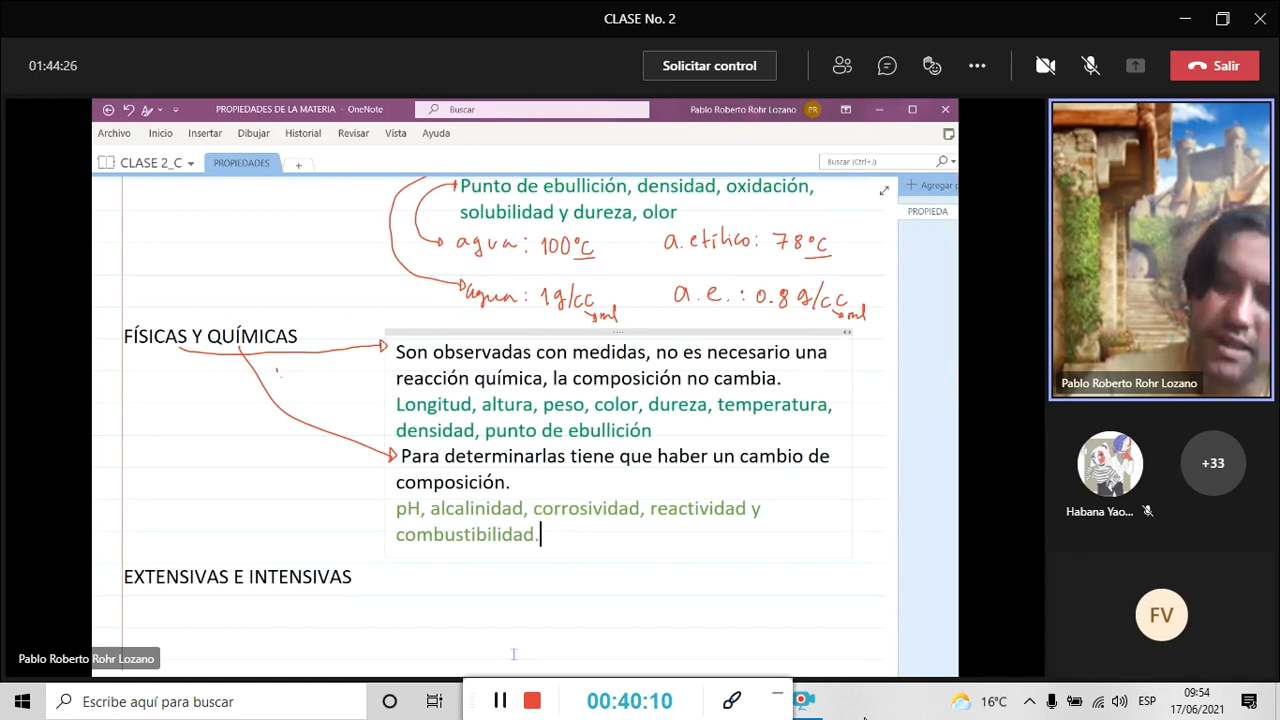 CLASE No. 2
01:44:26
Solicitar control
Salir
PROPIEDADES DE LA MATERIA - OneNote
Buscar
Pablo Roberto Rohr Lozano
PR
Archivo Inicio Insertar Dibujar Historial Revisar Vista Ayuda
CLASE 2_C
PROPIEDADES
+
Buscar (Ctrl+;)
+ Agregar p
PROPIEDA
Punto de ebullición, densidad, oxidación,
solubilidad y dureza, olor
agua: 100°C a.etílico: 78°C
agua: 1g/cc a.e.: 0.8 g/cc
ml ml
FÍSICAS Y QUÍMICAS
Son observadas con medidas, no es necesario una
reacción química, la composición no cambia.
Longitud, altura, peso, color, dureza, temperatura,
densidad, punto de ebullición
Para determinarlas tiene que haber un cambio de
composición.
pH, alcalinidad, corrosividad, reactividad y
combustibilidad.
EXTENSIVAS E INTENSIVAS
Pablo Roberto Rohr Lozano
Pablo Roberto Rohr Lozano
Habana Yao...
+33
FV
Escribe aquí para buscar
00:40:10
16°C
ESP
09:54
17/06/2021